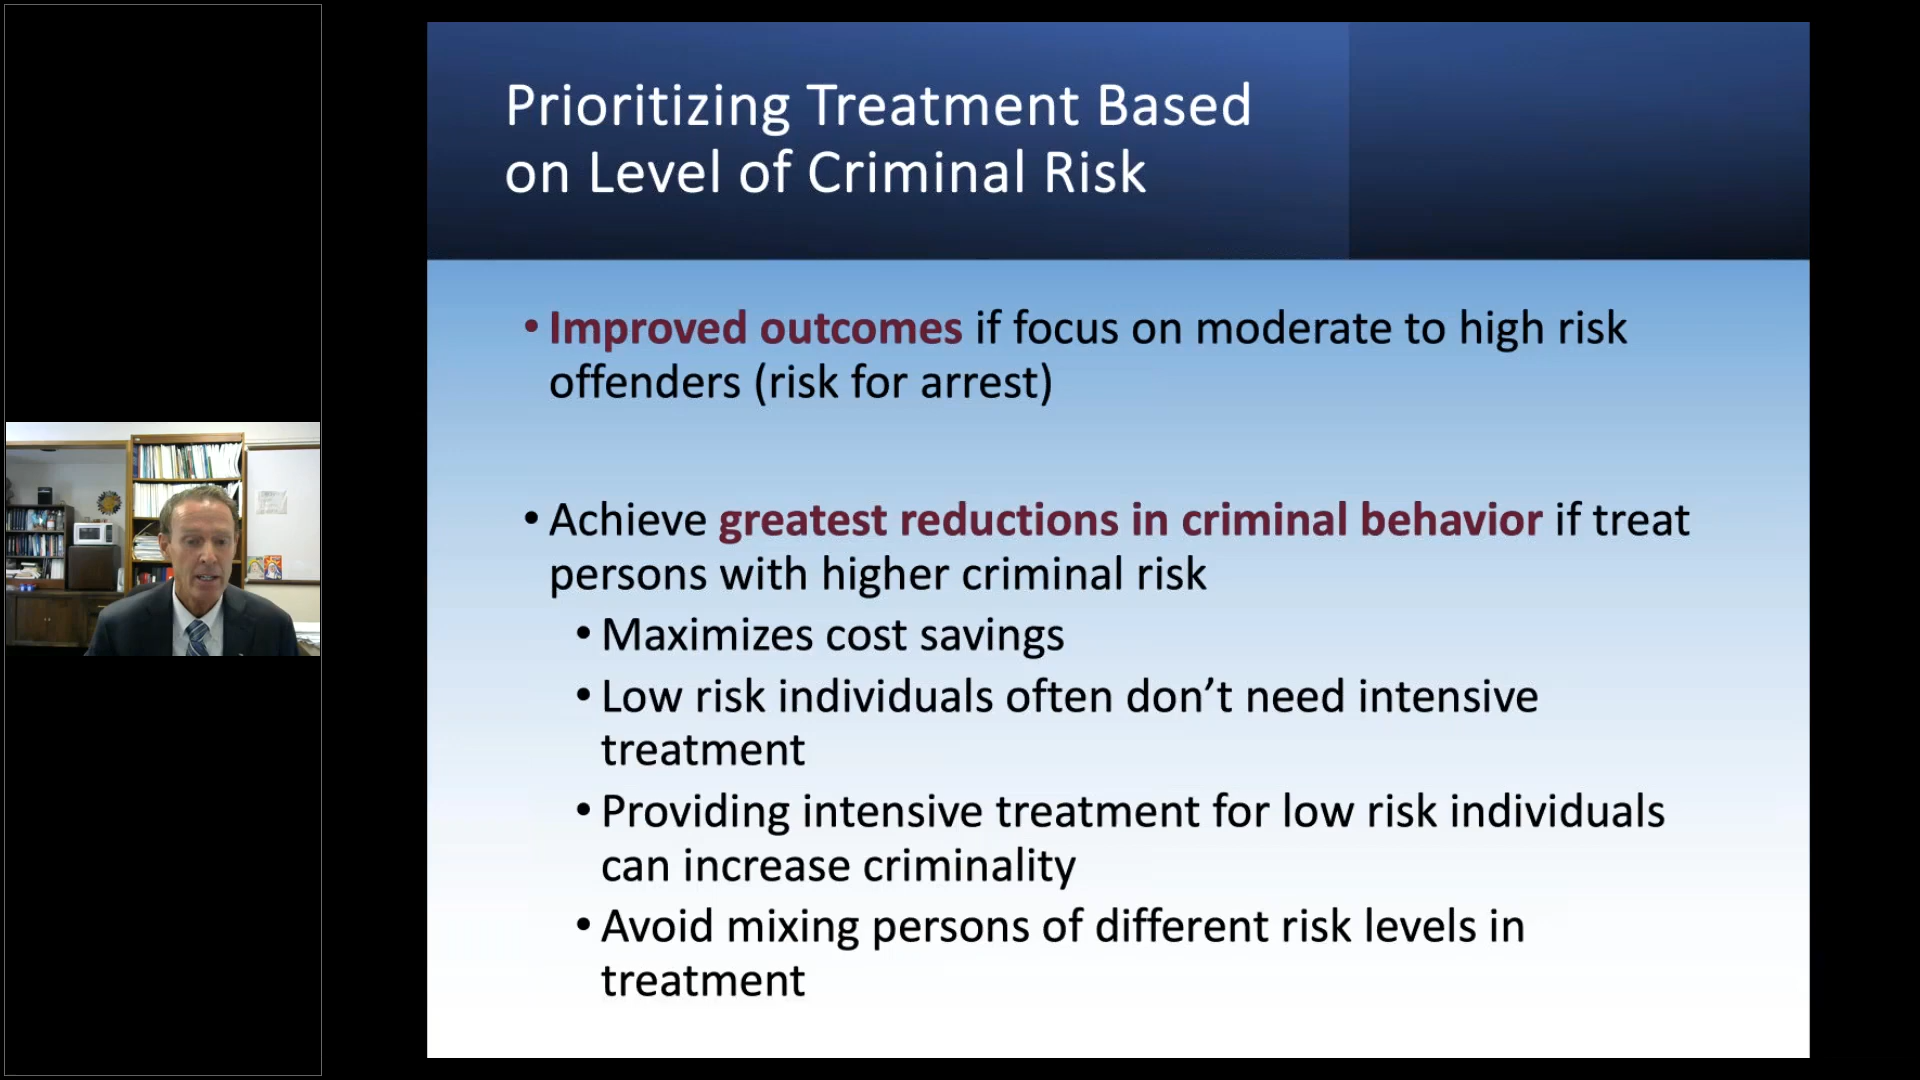 Prioritizing Treatment Based
on Level of Criminal Risk
• Improved outcomes if focus on moderate to high risk
offenders (risk for arrest)
• Achieve greatest reductions in criminal behavior if treat
persons with higher criminal risk
• Maximizes cost savings
• Low risk individuals often don’t need intensive
treatment
• Providing intensive treatment for low risk individuals
can increase criminality
• Avoid mixing persons of different risk levels in
treatment